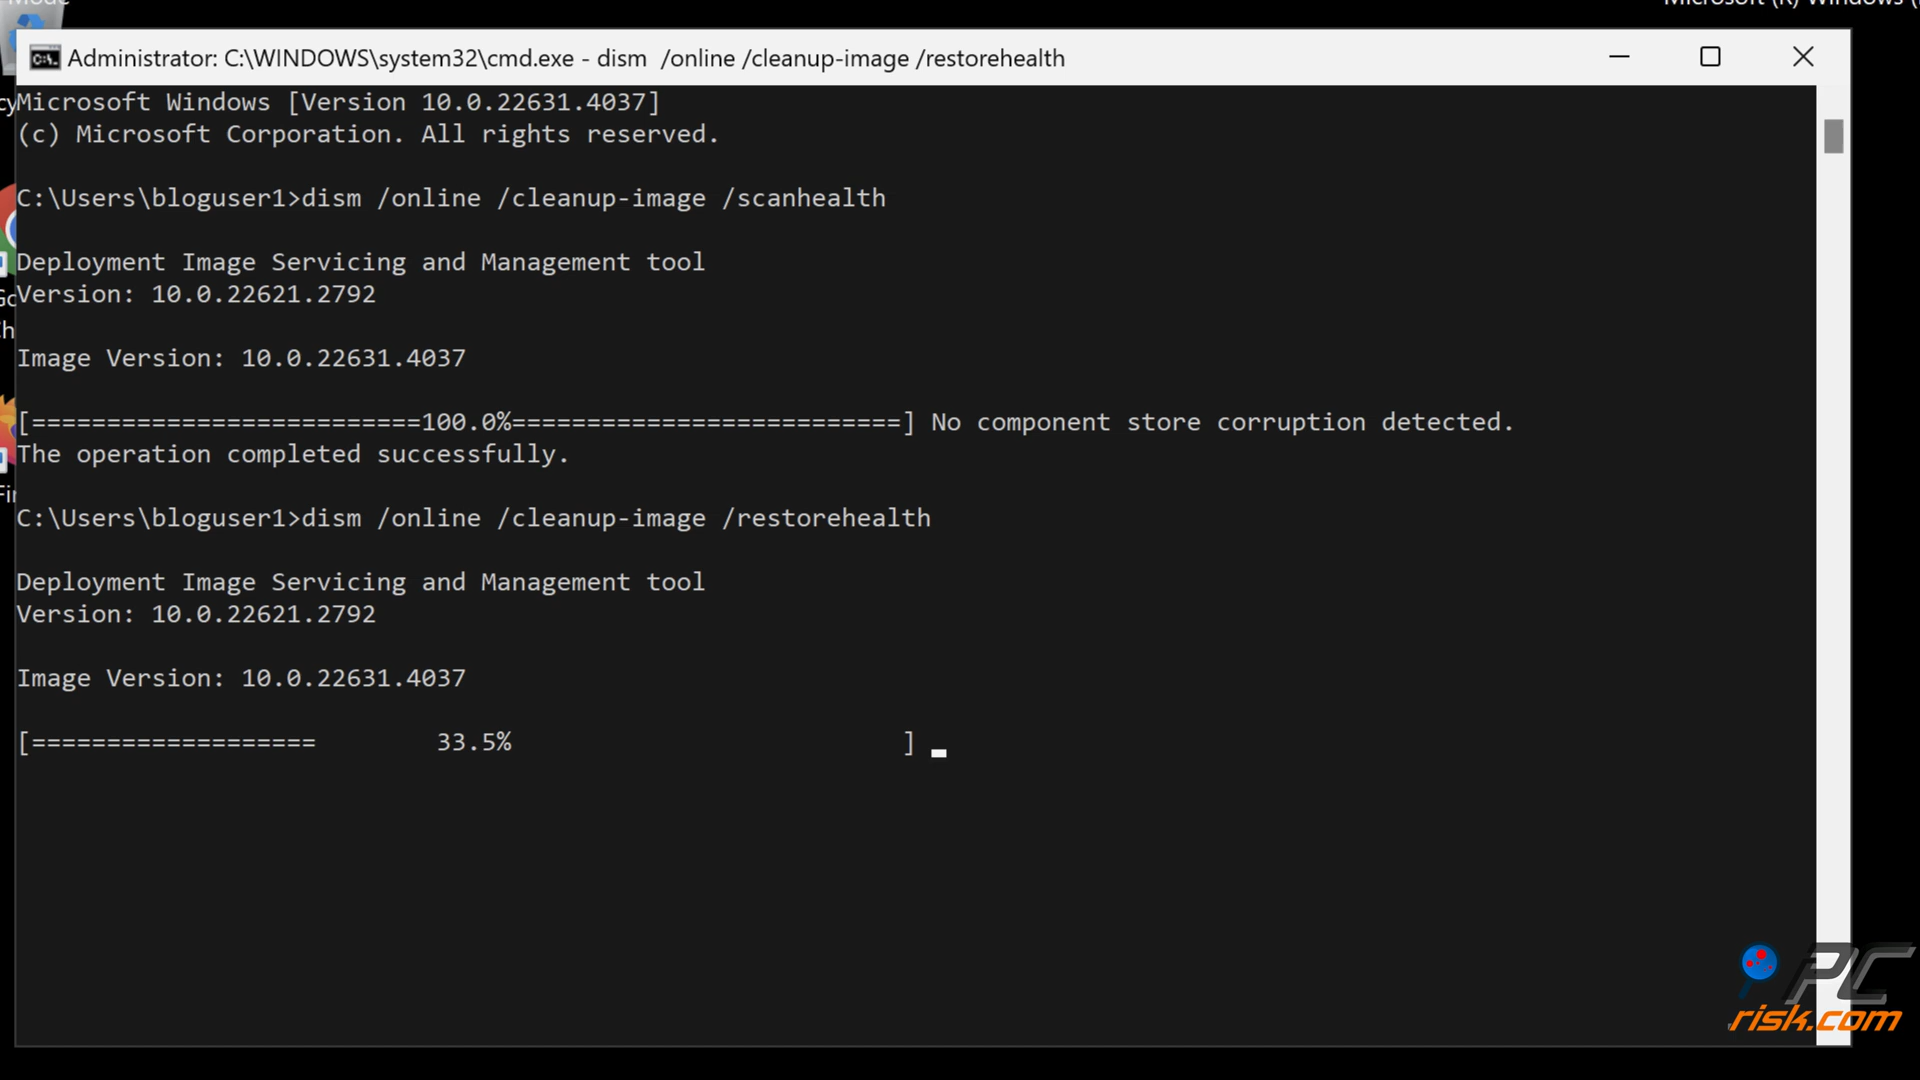 Mode
Microsoft (R) Windows (
Administrator: C:\WINDOWS\system32\cmd.exe - dism  /online /cleanup-image /restorehealth
Microsoft Windows [Version 10.0.22631.4037]
(c) Microsoft Corporation. All rights reserved.
C:\Users\bloguser1>dism /online /cleanup-image /scanhealth
Deployment Image Servicing and Management tool
Version: 10.0.22621.2792
Image Version: 10.0.22631.4037
[==========================100.0%==========================] No component store corruption detected.
The operation completed successfully.
C:\Users\bloguser1>dism /online /cleanup-image /restorehealth
Deployment Image Servicing and Management tool
Version: 10.0.22621.2792
Image Version: 10.0.22631.4037
[===================        33.5%                          ]
PC
risk.com